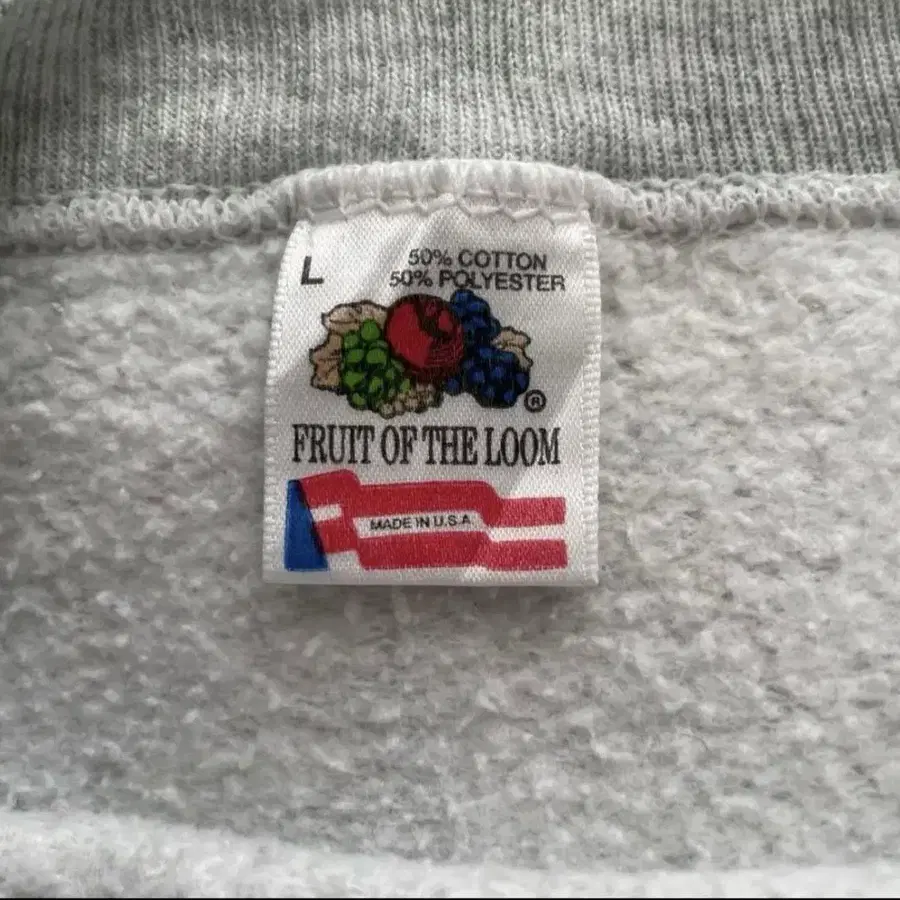 L
50% COTTON
50% POLYESTER
®
FRUIT OF THE LOOM
MADE IN U.S.A.